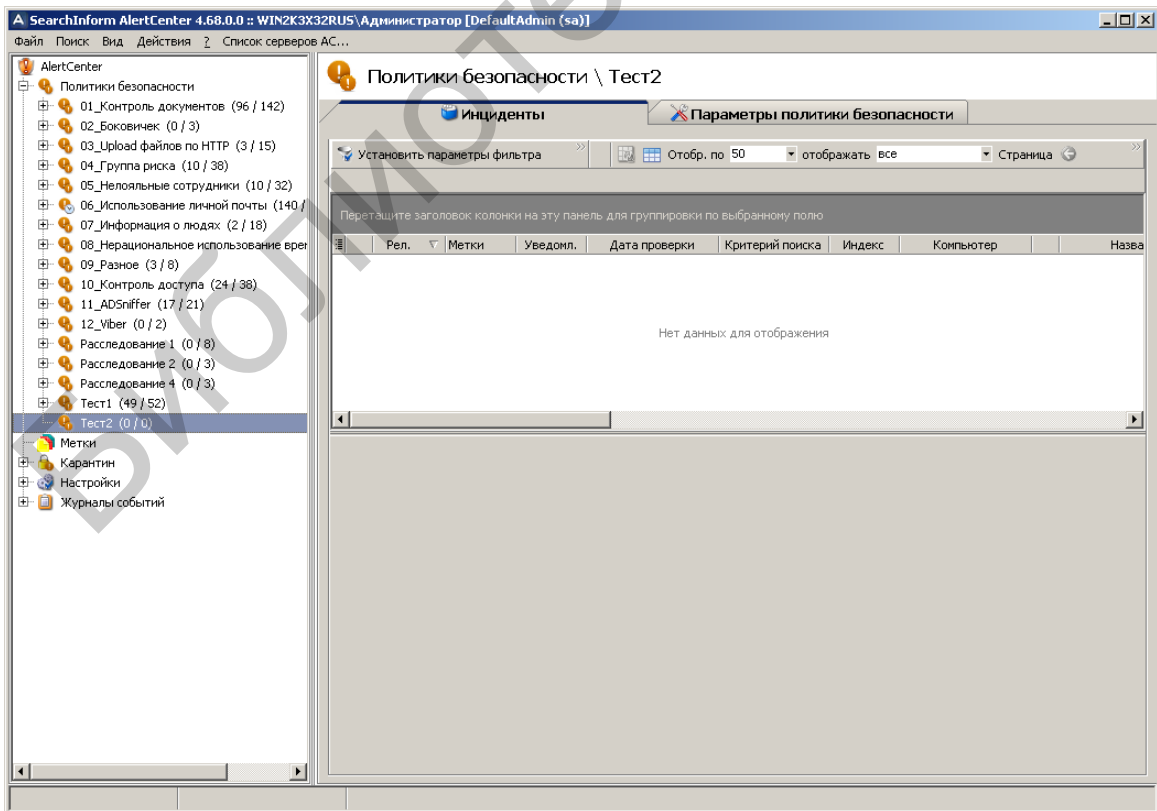 SearchInform AlertCenter 4.68.0.0 :: WIN2K3X32RUS\Администратор [DefaultAdmin (sa)]
Файл Поиск Вид Действия ? Список серверов АС...
AlertCenter
Политики безопасности
01_Контроль документов (96 / 142)
02_Боковичек (0 / 3)
03_Upload файлов по HTTP (3 / 15)
04_Группа риска (10 / 38)
05_Нелояльные сотрудники (10 / 32)
06_Использование личной почты (140 /
07_Информация о людях (2 / 18)
08_Нерациональное использование врем
09_Разное (3 / 8)
10_Контроль доступа (24 / 38)
11_ADSniffer (17 / 21)
12_Viber (0 / 2)
Расследование 1 (0 / 8)
Расследование 2 (0 / 3)
Расследование 4 (0 / 3)
Тест1 (49 / 52)
Тест2 (0 / 0)
Метки
Карантин
Настройки
Журналы событий
Политики безопасности \ Тест2
Инциденты Параметры политики безопасности
Установить параметры фильтра Отобр. по 50 отображать все Страница
Перетащите заголовок колонки на эту панель для группировки по выбранному полю
Рел. Метки Уведомл. Дата проверки Критерий поиска Индекс Компьютер Назва
Нет данных для отображения